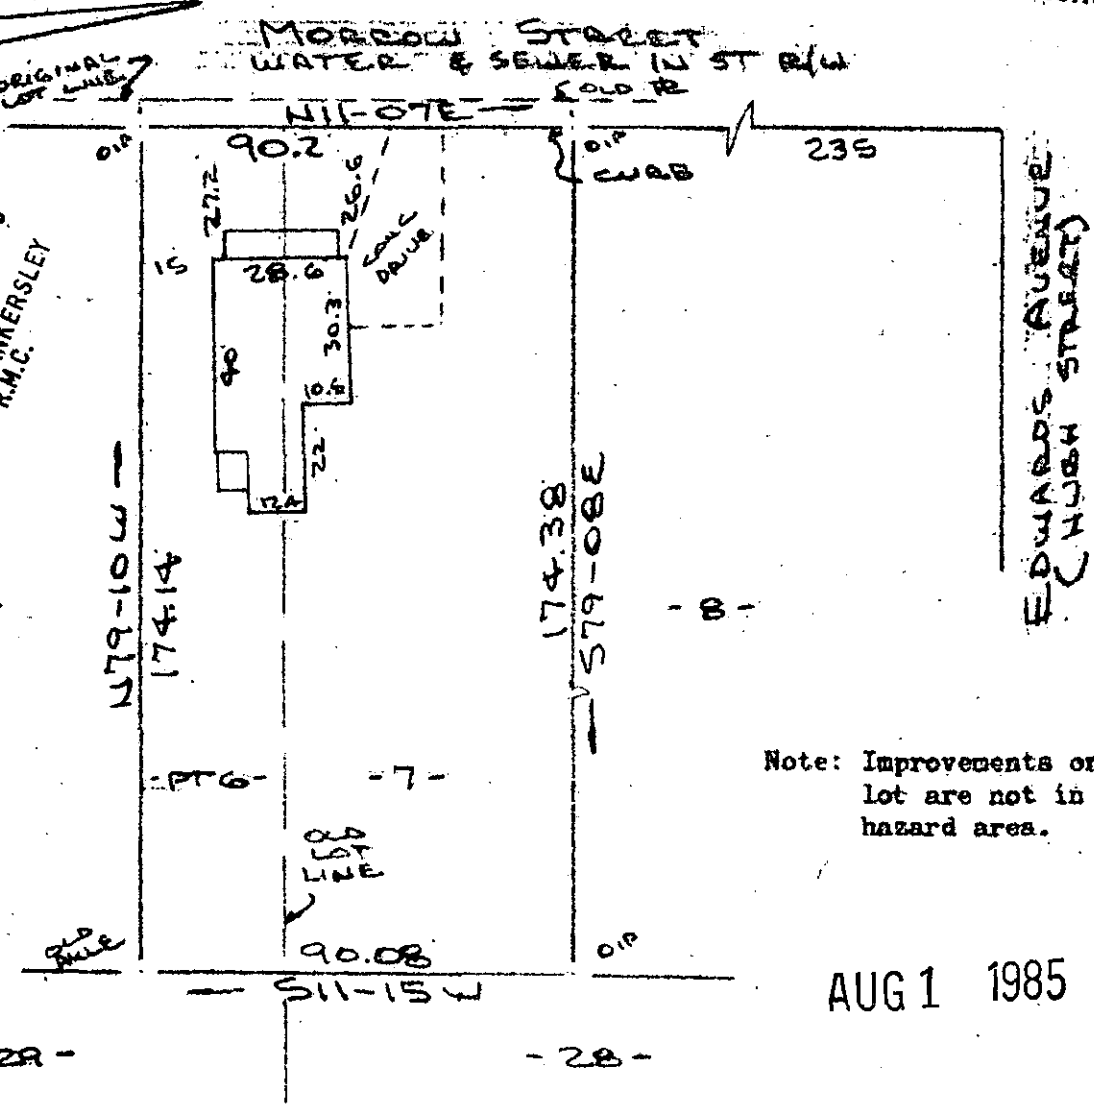 MORROW STREET
WATER & SEWER IN ST R/W
ORIGINAL
LOT LINE
N11-07E
OIP
90.2
OIP
CURB
235
27.2
26.6
CONC
DRIVE
15
28.6
30.3
40
10.6
22
12.4
EDWARDS AVENUE
R.M.C.
N79-10W
174.14
174.38
S79-08E
- 8 -
-PT 6-
- 7 -
OLD
LOT
LINE
Note: Improvements on
lot are not in
hazard area.
OLD
90.08
OIP
S11-15W
AUG 1 1985
29 -
- 28 -